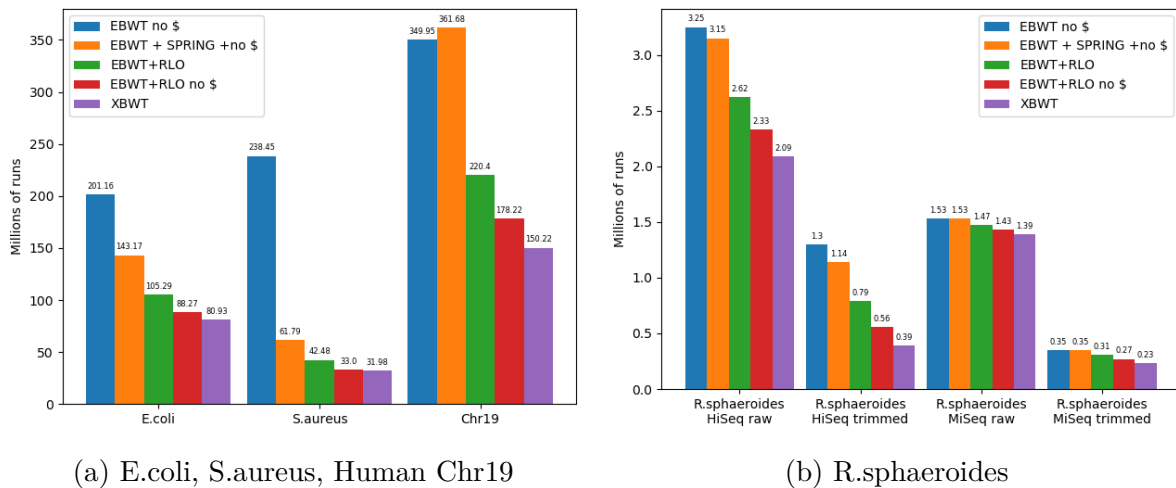 EBWT no $
EBWT + SPRING +no $
EBWT+RLO
EBWT+RLO no $
XBWT
Millions of runs
350
300
250
200
150
100
50
0
201.16
143.17
105.29
88.27
80.93
238.45
61.79
42.48
33.0
31.98
349.95
361.68
220.4
178.22
150.22
E.coli
S.aureus
Chr19
(a) E.coli, S.aureus, Human Chr19
EBWT no $
EBWT + SPRING +no $
EBWT+RLO
EBWT+RLO no $
XBWT
Millions of runs
3.0
2.5
2.0
1.5
1.0
0.5
0.0
3.25
3.15
2.62
2.33
2.09
1.3
1.14
0.79
0.56
0.39
1.53
1.53
1.47
1.43
1.39
0.35
0.35
0.31
0.27
0.23
R.sphaeroides
HiSeq raw
R.sphaeroides
HiSeq trimmed
R.sphaeroides
MiSeq raw
R.sphaeroides
MiSeq trimmed
(b) R.sphaeroides